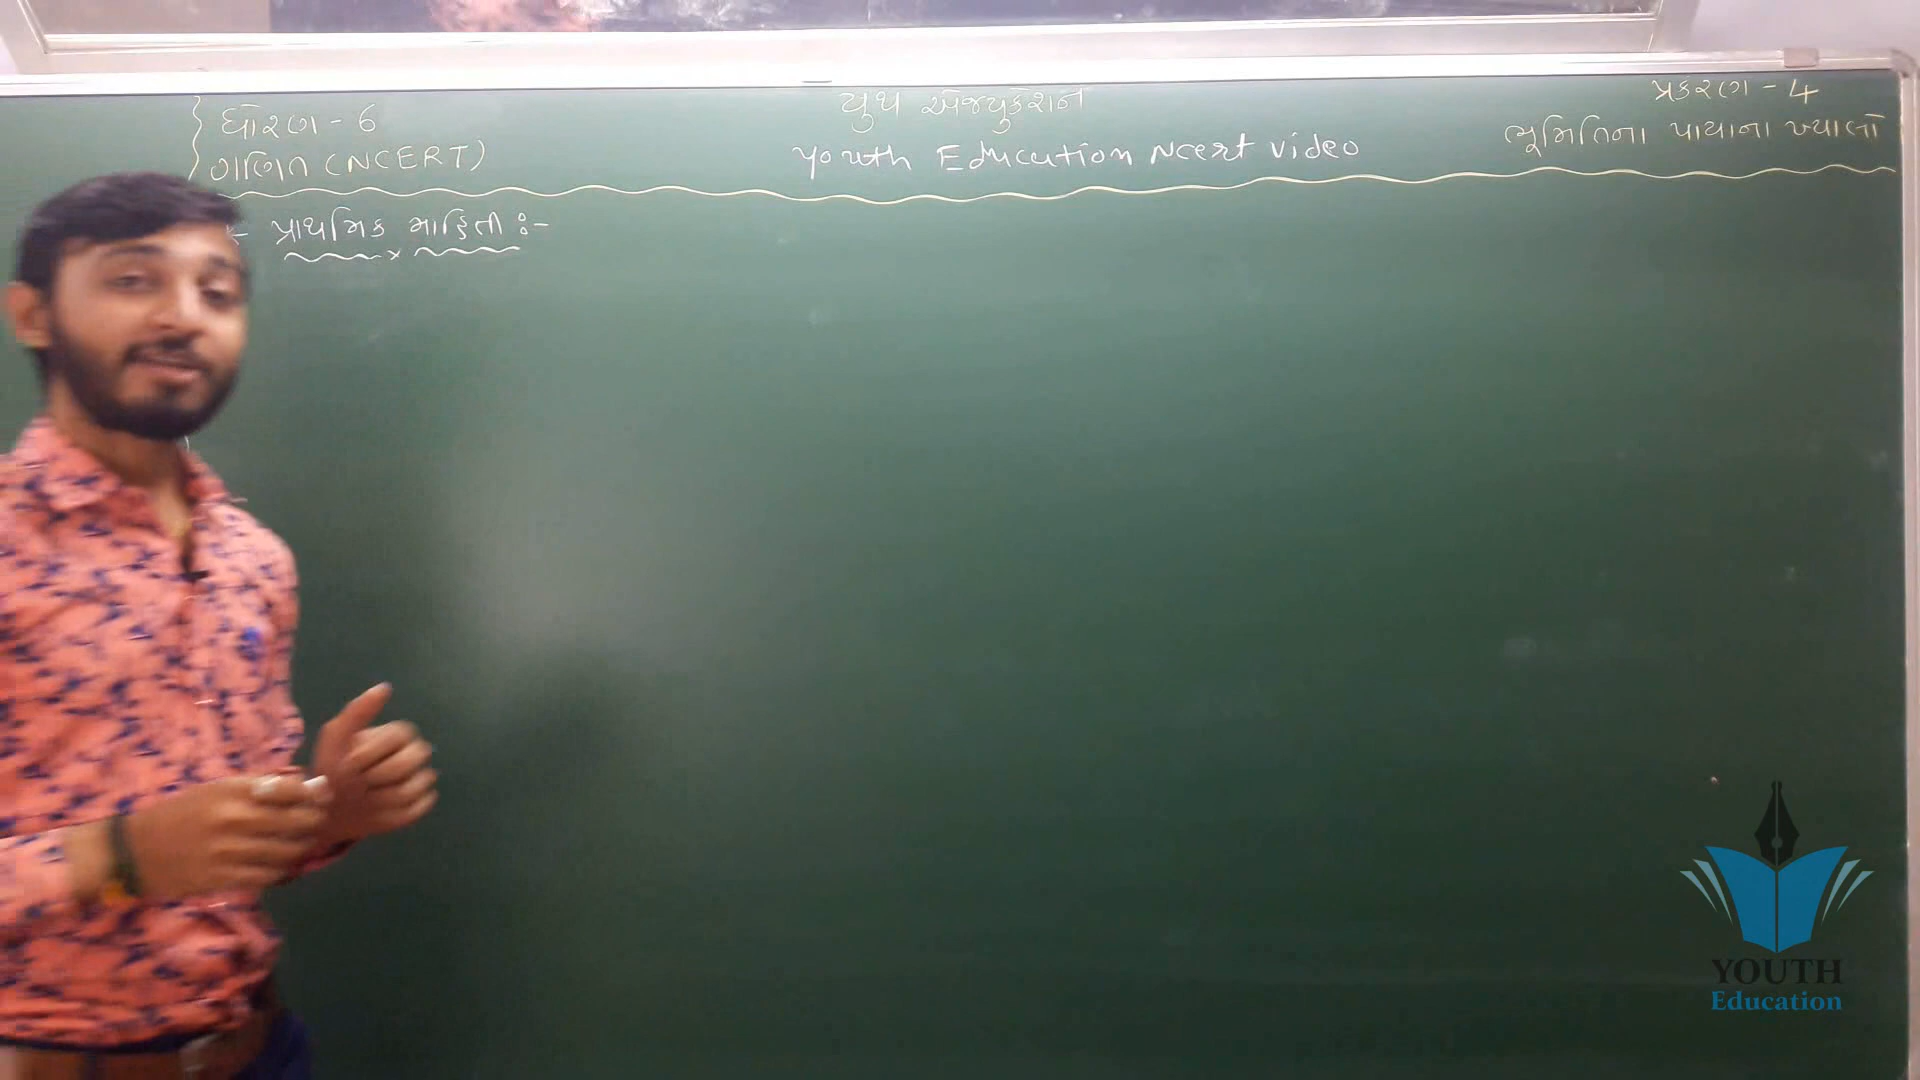 ધોરણ - 6
ગણિત (NCERT)
યુથ એજ્યુકેશન
Youth Education Ncert video
પ્રકરણ - 4
ભૂમિતિના પાયાના ખ્યાલો
પ્રાથમિક માહિતી :-
YOUTH
Education